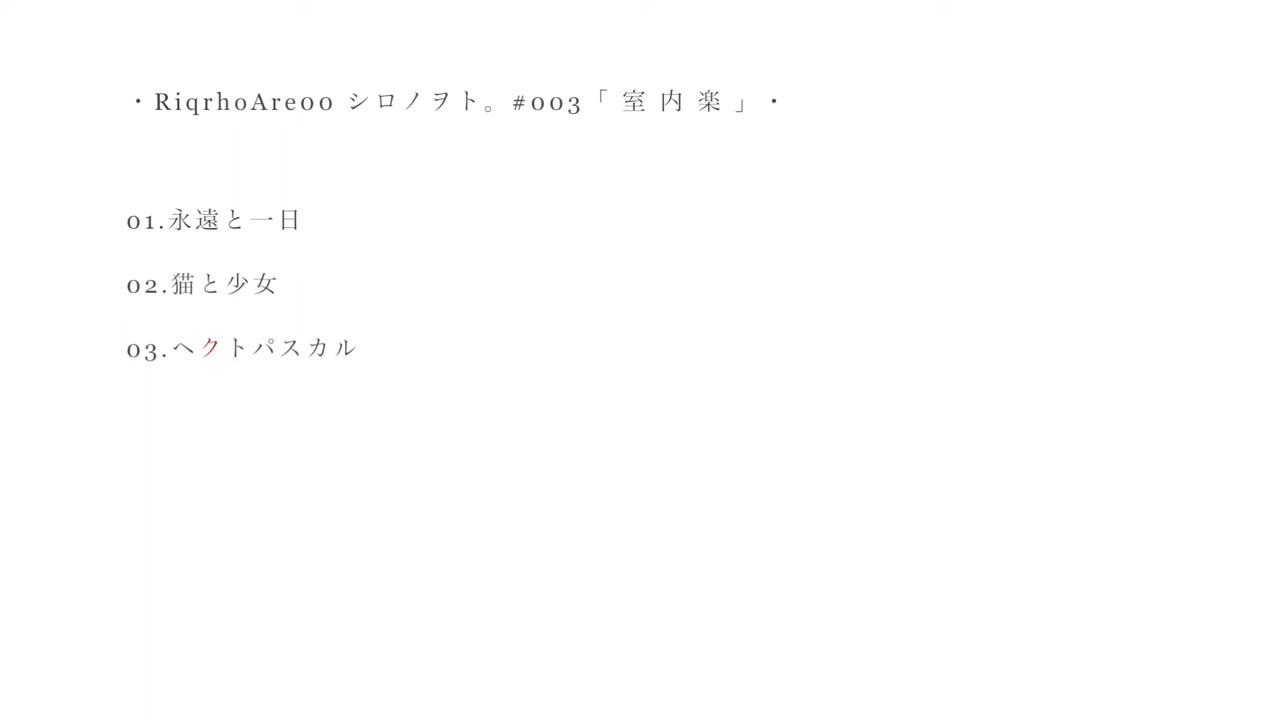 ・RiqrhoAre00 シロノヲト。#003「 室 内 楽 」・
01.永遠と一日
02.猫と少女
03.ヘクトパスカル